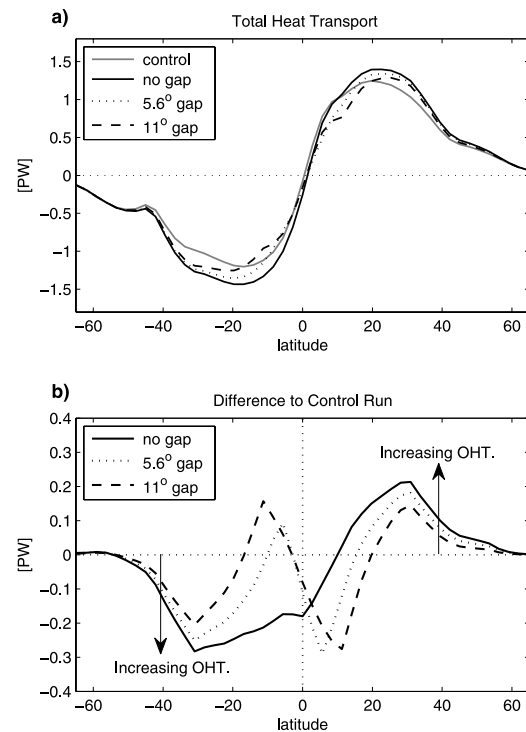 a)
Total Heat Transport
control
no gap
5.6° gap
11° gap
[PW]
1.5
1
0.5
0
−0.5
−1
−1.5
−60 −40 −20 0 20 40 60
latitude
b)
Difference to Control Run
no gap
5.6° gap
11° gap
Increasing OHT.
Increasing OHT.
[PW]
0.4
0.3
0.2
0.1
0
−0.1
−0.2
−0.3
−0.4
−60 −40 −20 0 20 40 60
latitude